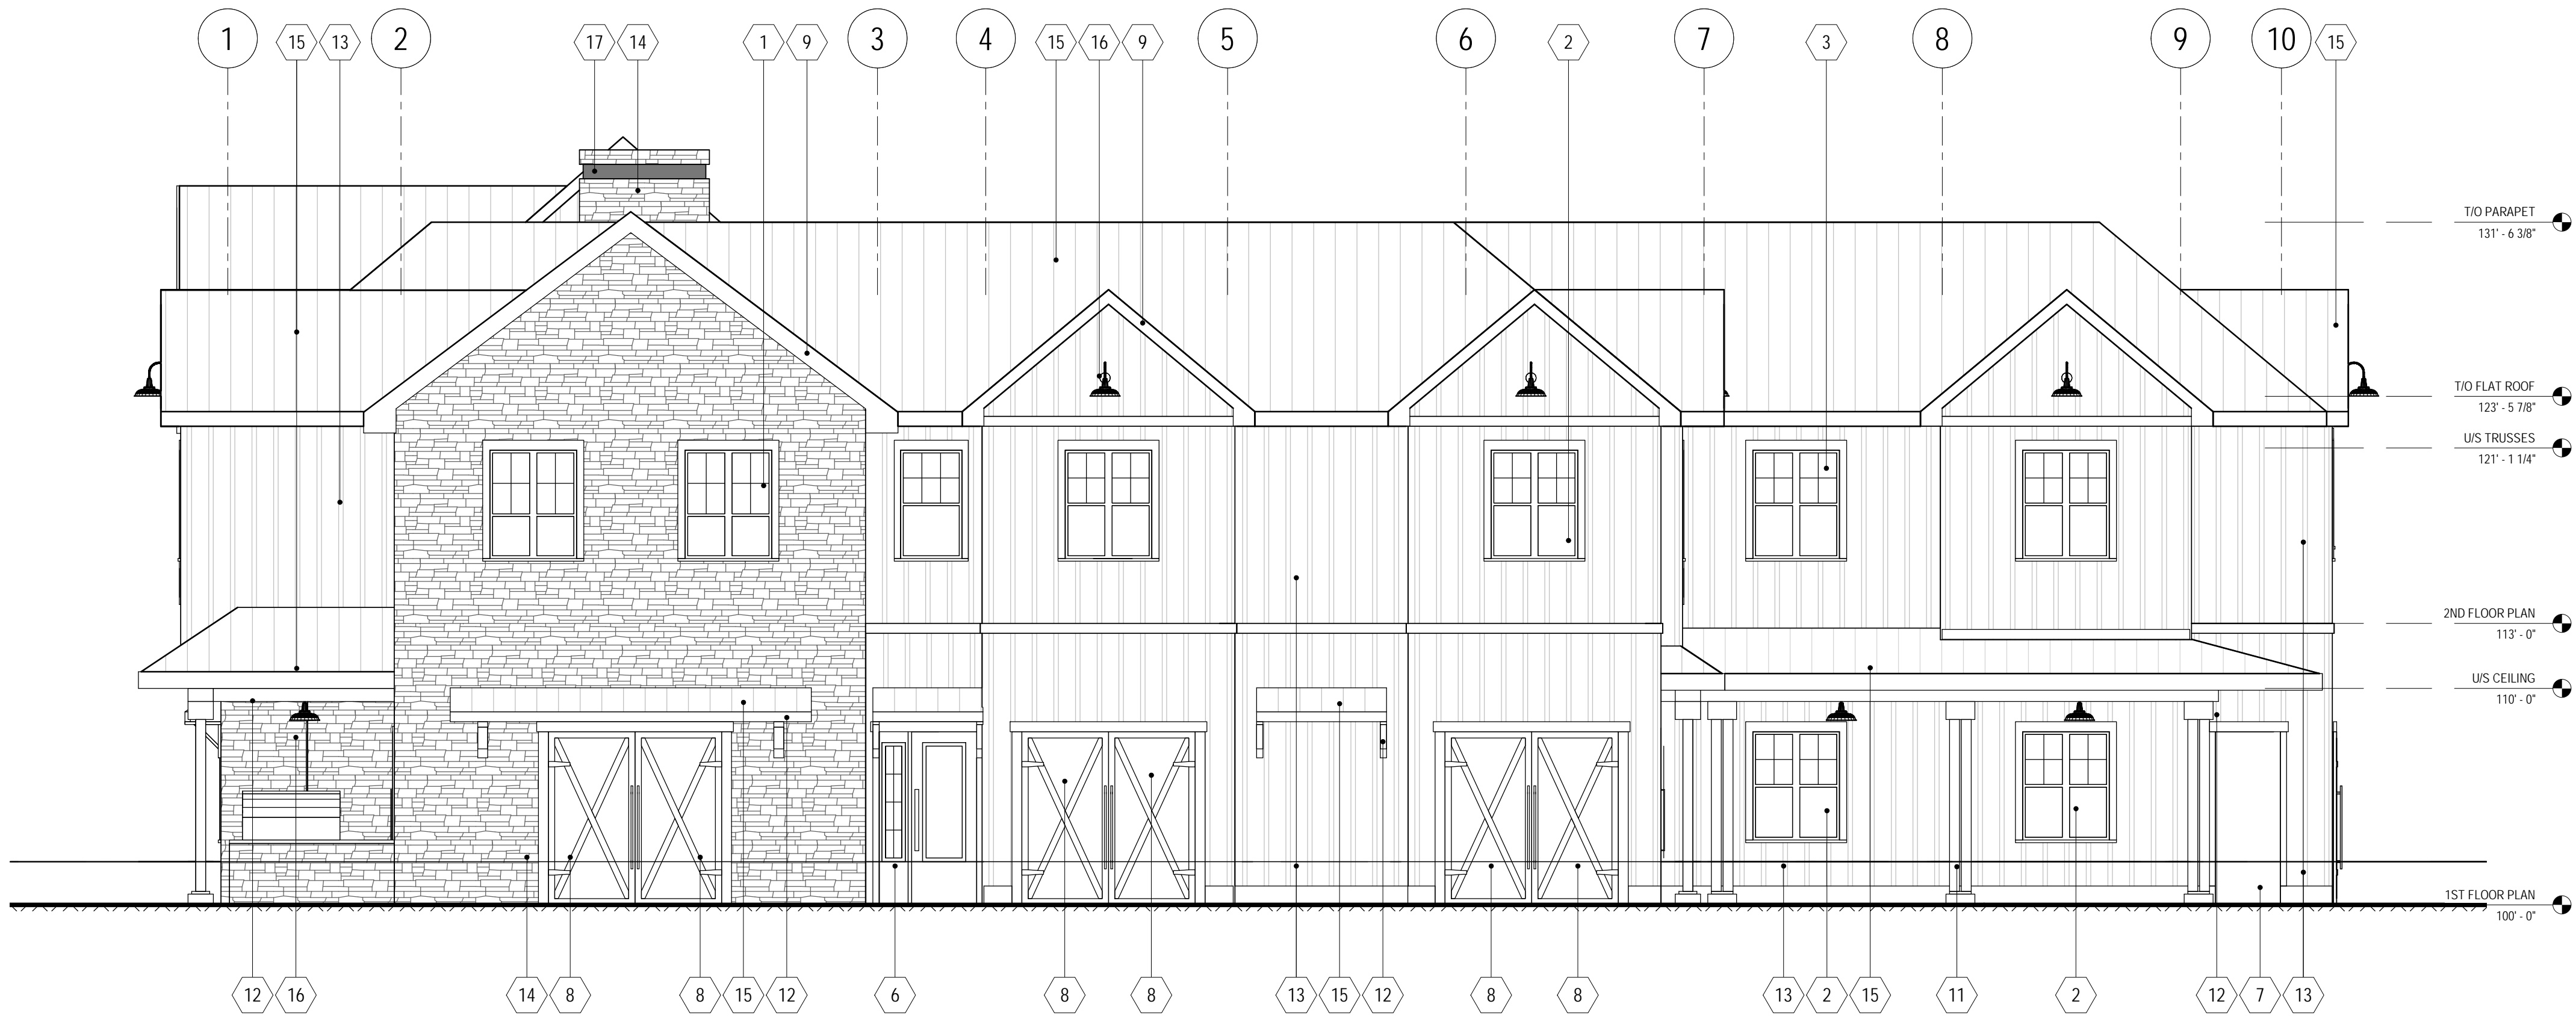 1 15 13 2 17 14 1 9 3 4 15 16 9 5 6 2 7 3 8 9 10 15
T/O PARAPET
131' - 6 3/8"
T/O FLAT ROOF
123' - 5 7/8"
U/S TRUSSES
121' - 1 1/4"
2ND FLOOR PLAN
113' - 0"
U/S CEILING
110' - 0"
1ST FLOOR PLAN
100' - 0"
12 16 14 8 8 15 12 6 8 8 13 15 12 8 8 13 2 15 11 2 12 7 13